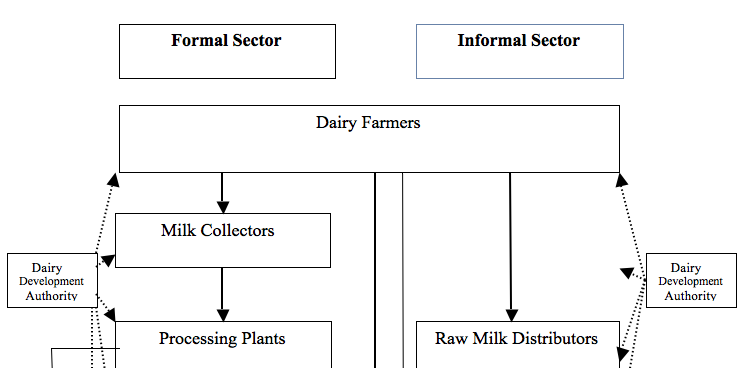 Formal Sector
Informal Sector
Dairy Farmers
Milk Collectors
Dairy
Development
Authority
Dairy
Development
Authority
Processing Plants
Raw Milk Distributors